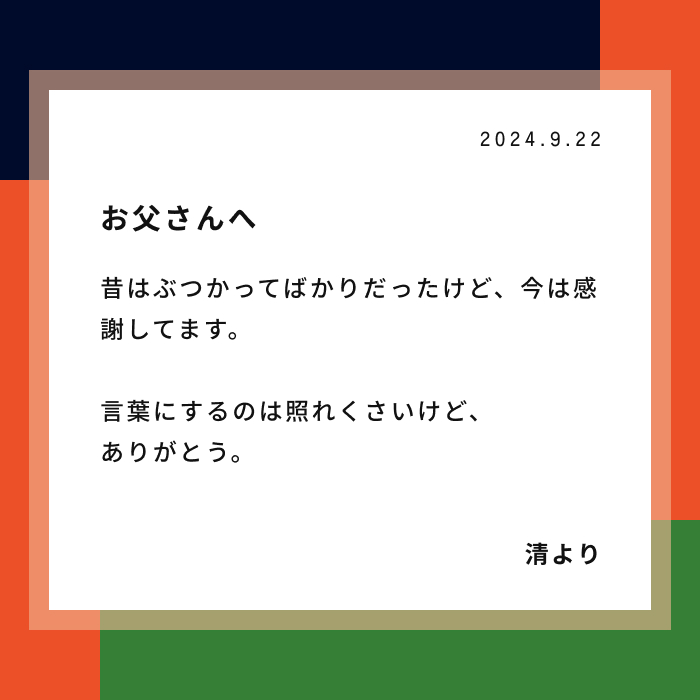 2024.9.22
お父さんへ
昔はぶつかってばかりだったけど、今は感
謝してます。
言葉にするのは照れくさいけど、
ありがとう。
清より